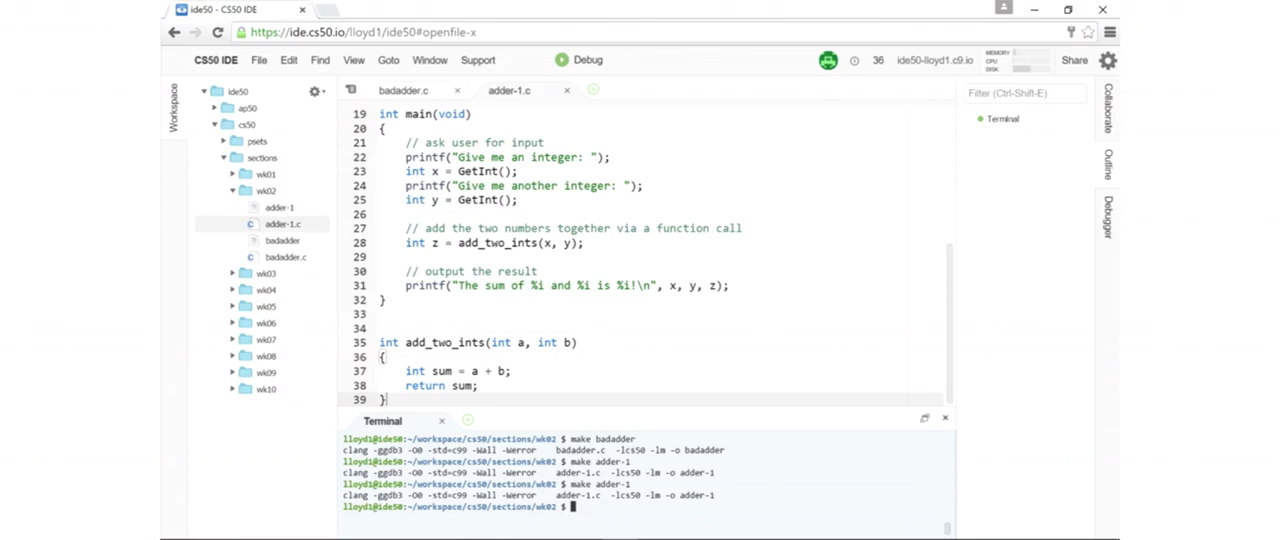 ide50 - CS50 IDE
https://ide.cs50.io/lloyd1/ide50#openfile-x
CS50 IDE File Edit Find View Goto Window Support Debug 36 ide50-lloyd1.c9.io MEMORY CPU DISK Share
Workspace
ide50
ap50
cs50
psets
sections
wk01
wk02
adder-1
adder-1.c
badadder
badadder.c
wk03
wk04
wk05
wk06
wk07
wk08
wk09
wk10
badadder.c adder-1.c
19 int main(void)
20 {
21 // ask user for input
22 printf("Give me an integer: ");
23 int x = GetInt();
24 printf("Give me another integer: ");
25 int y = GetInt();
26
27 // add the two numbers together via a function call
28 int z = add_two_ints(x, y);
29
30 // output the result
31 printf("The sum of %i and %i is %i!\n", x, y, z);
32 }
33
34
35 int add_two_ints(int a, int b)
36 {
37 int sum = a + b;
38 return sum;
39 }
Terminal
lloyd1@ide50:~/workspace/cs50/sections/wk02 $ make badadder
clang -ggdb3 -O0 -std=c99 -Wall -Werror badadder.c -lcs50 -lm -o badadder
lloyd1@ide50:~/workspace/cs50/sections/wk02 $ make adder-1
clang -ggdb3 -O0 -std=c99 -Wall -Werror adder-1.c -lcs50 -lm -o adder-1
lloyd1@ide50:~/workspace/cs50/sections/wk02 $ make adder-1
clang -ggdb3 -O0 -std=c99 -Wall -Werror adder-1.c -lcs50 -lm -o adder-1
lloyd1@ide50:~/workspace/cs50/sections/wk02 $
Filter (Ctrl-Shift-E)
Terminal
Collaborate
Outline
Debugger